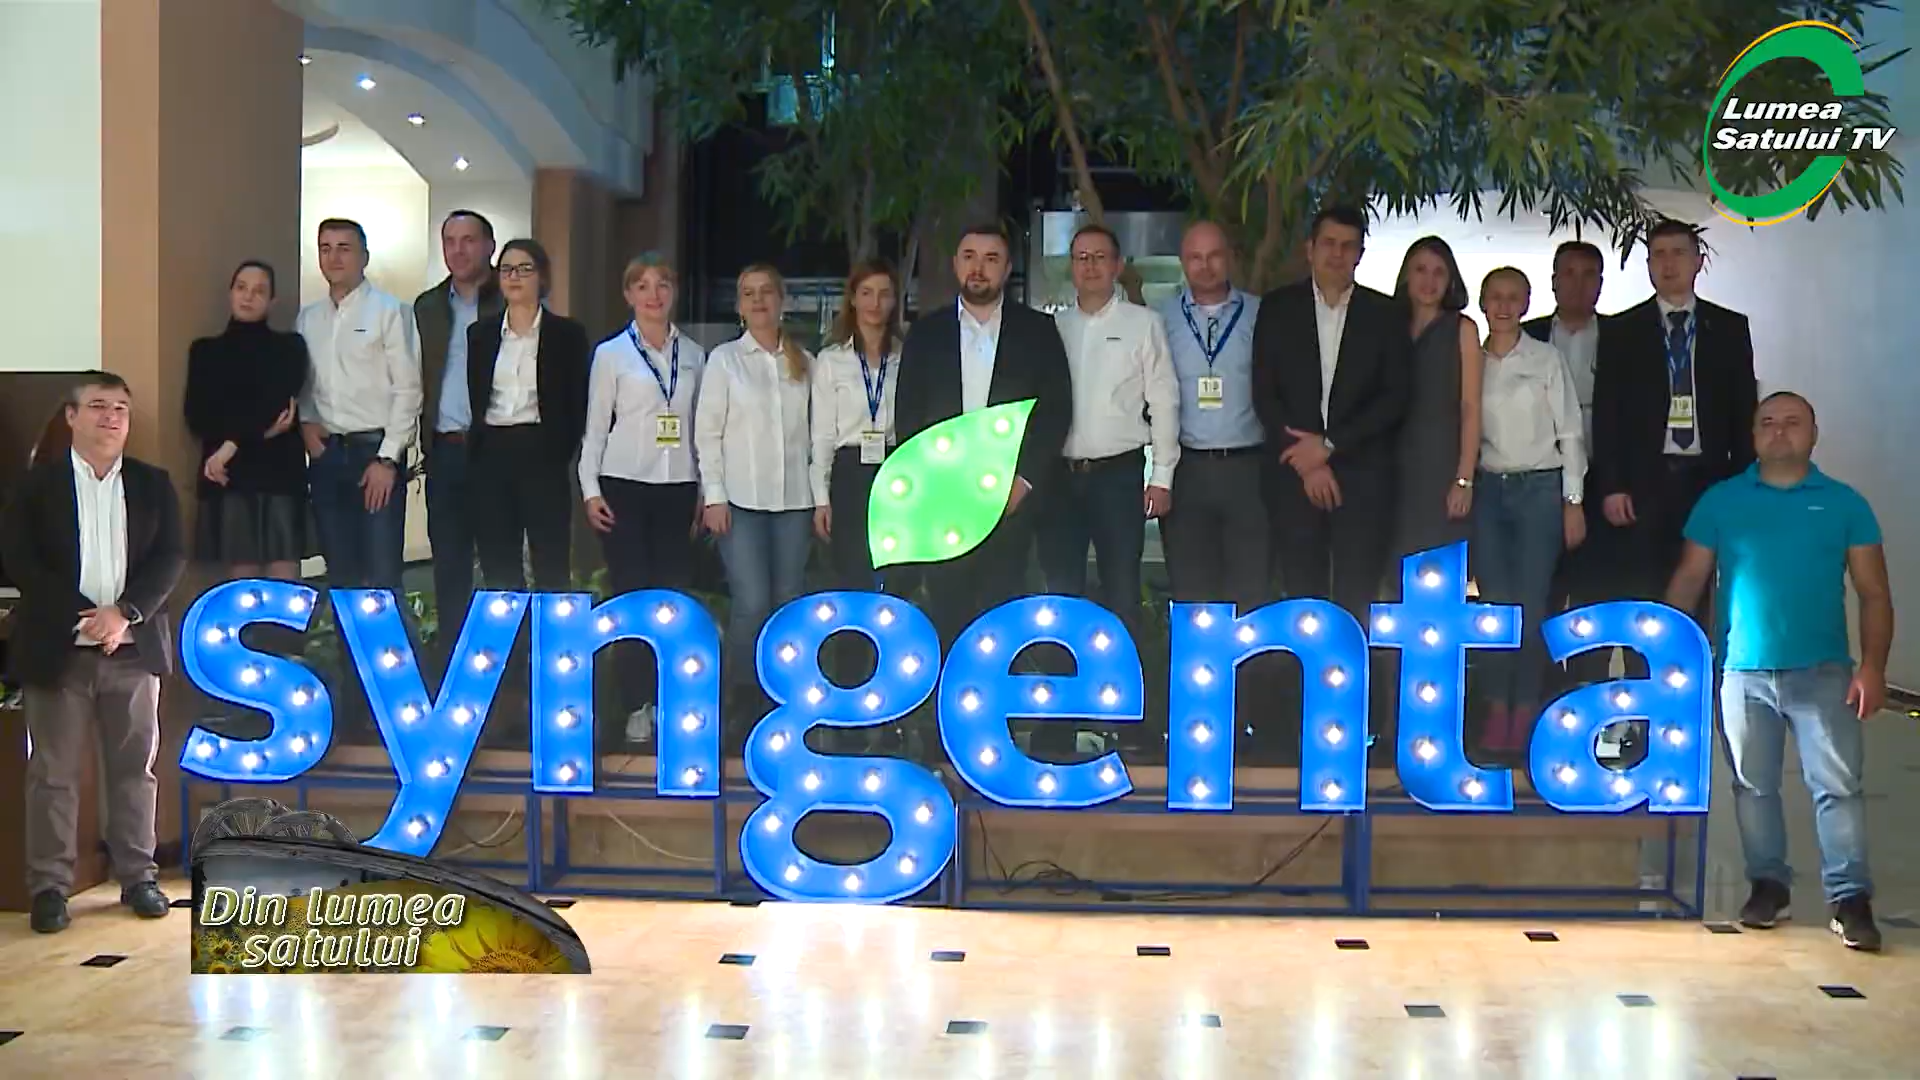 Lumea
Satului TV
syngenta
Din lumea
satului